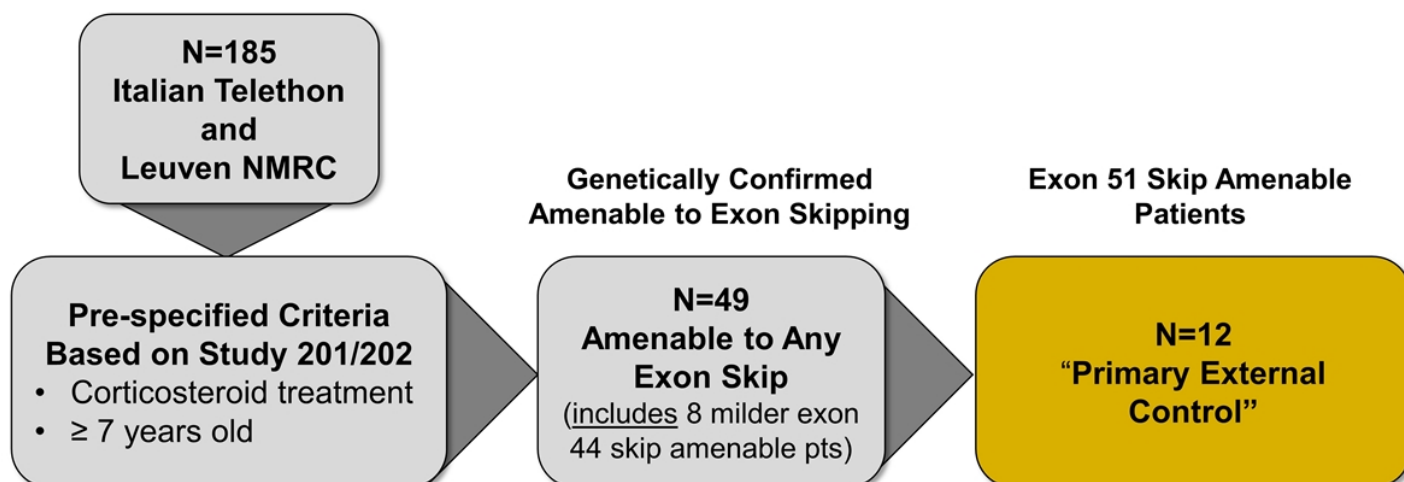 N=185
Italian Telethon
and
Leuven NMRC
Genetically Confirmed
Amenable to Exon Skipping
Exon 51 Skip Amenable
Patients
Pre-specified Criteria
Based on Study 201/202
• Corticosteroid treatment
• ≥ 7 years old
N=49
Amenable to Any
Exon Skip
(includes 8 milder exon
44 skip amenable pts)
N=12
“Primary External
Control”